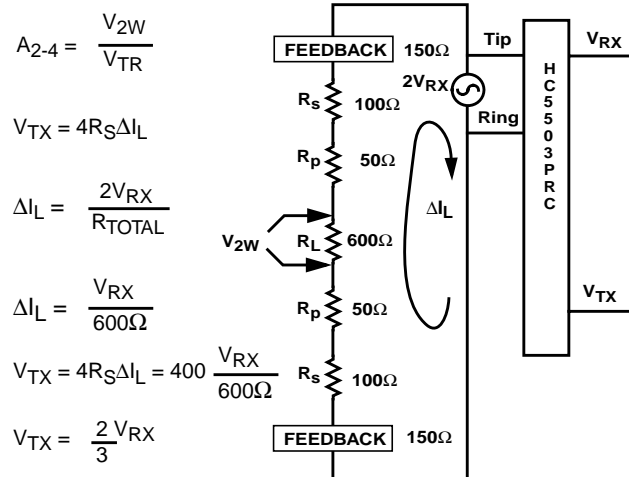 A2-4 = V2W / VTR
VTX = 4RSΔIL
ΔIL = 2VRX / RTOTAL
ΔIL = VRX / 600Ω
VTX = 4RSΔIL = 400 VRX / 600Ω
VTX = 2/3 VRX
FEEDBACK 150Ω
Rs 100Ω
Rp 50Ω
V2W RL 600Ω
Rp 50Ω
Rs 100Ω
FEEDBACK 150Ω
2VRX
ΔIL
Tip
Ring
HC5503PRC
VRX
VTX